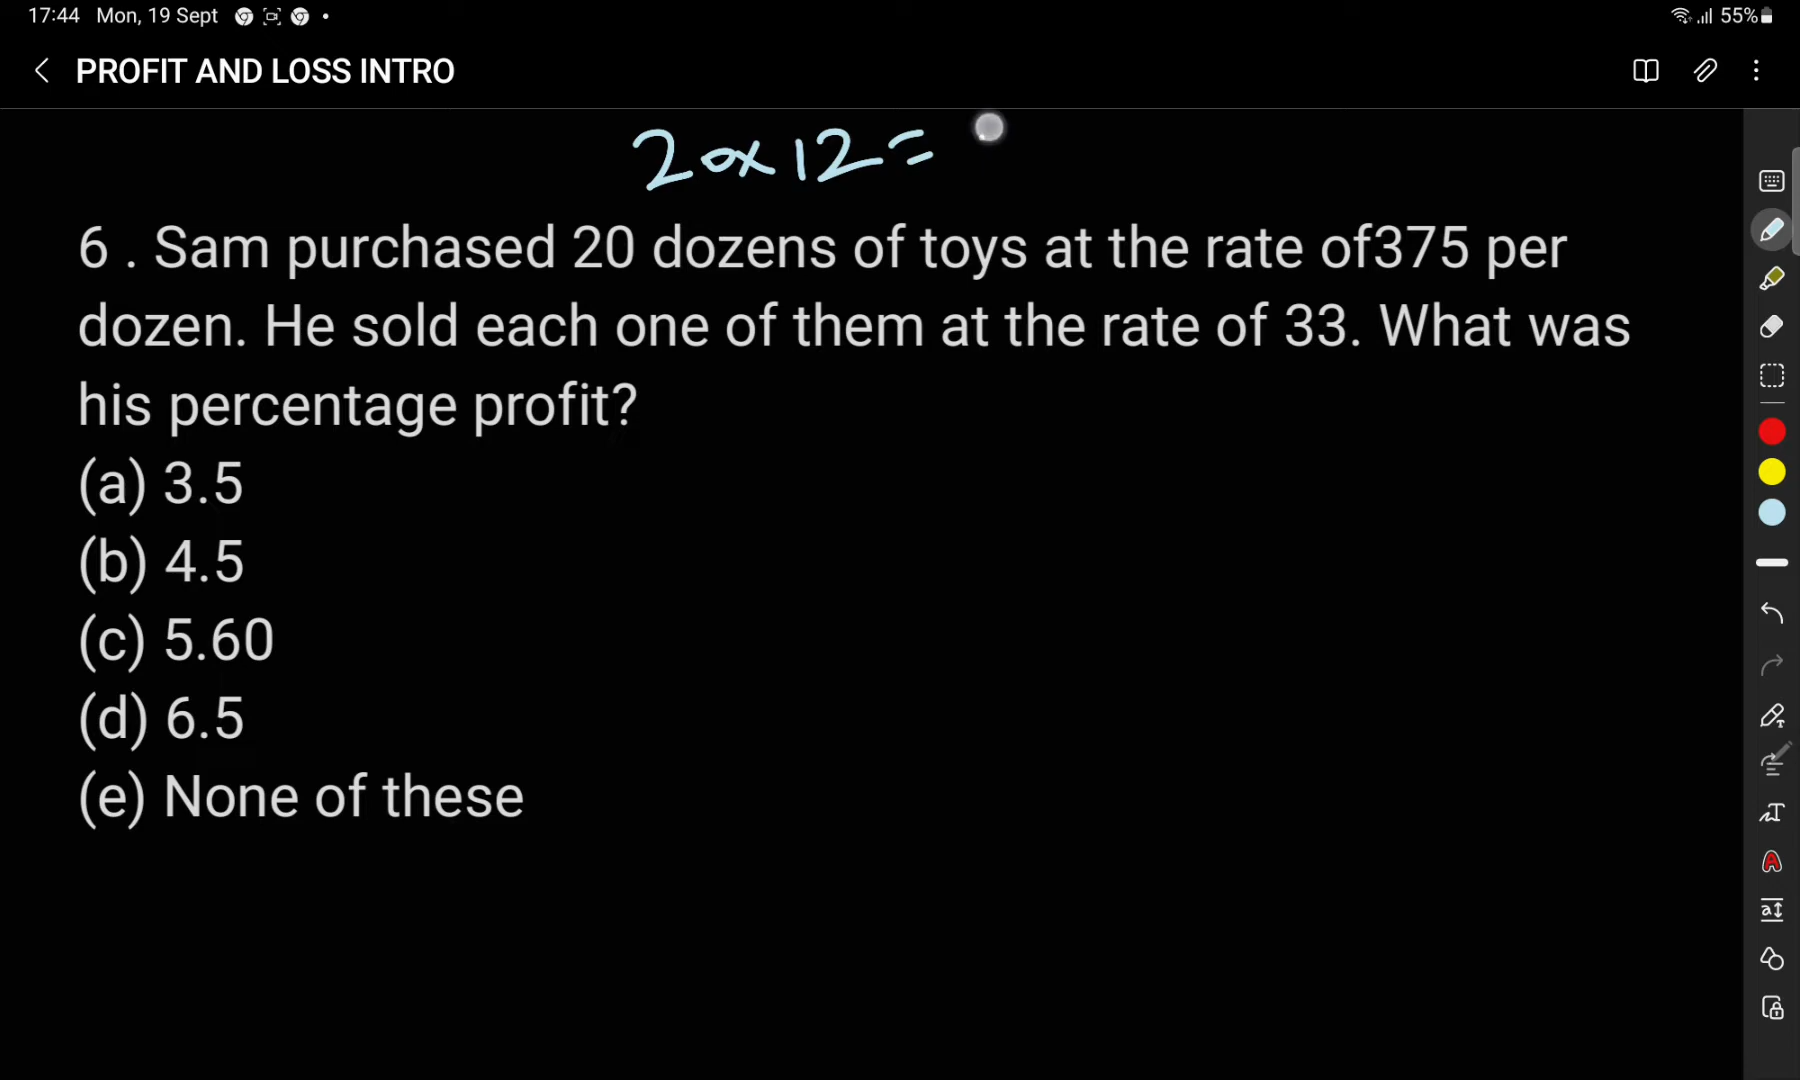 17:44 Mon, 19 Sept 55%
PROFIT AND LOSS INTRO
20x12=
6 . Sam purchased 20 dozens of toys at the rate of375 per
dozen. He sold each one of them at the rate of 33. What was
his percentage profit?
(a) 3.5
(b) 4.5
(c) 5.60
(d) 6.5
(e) None of these